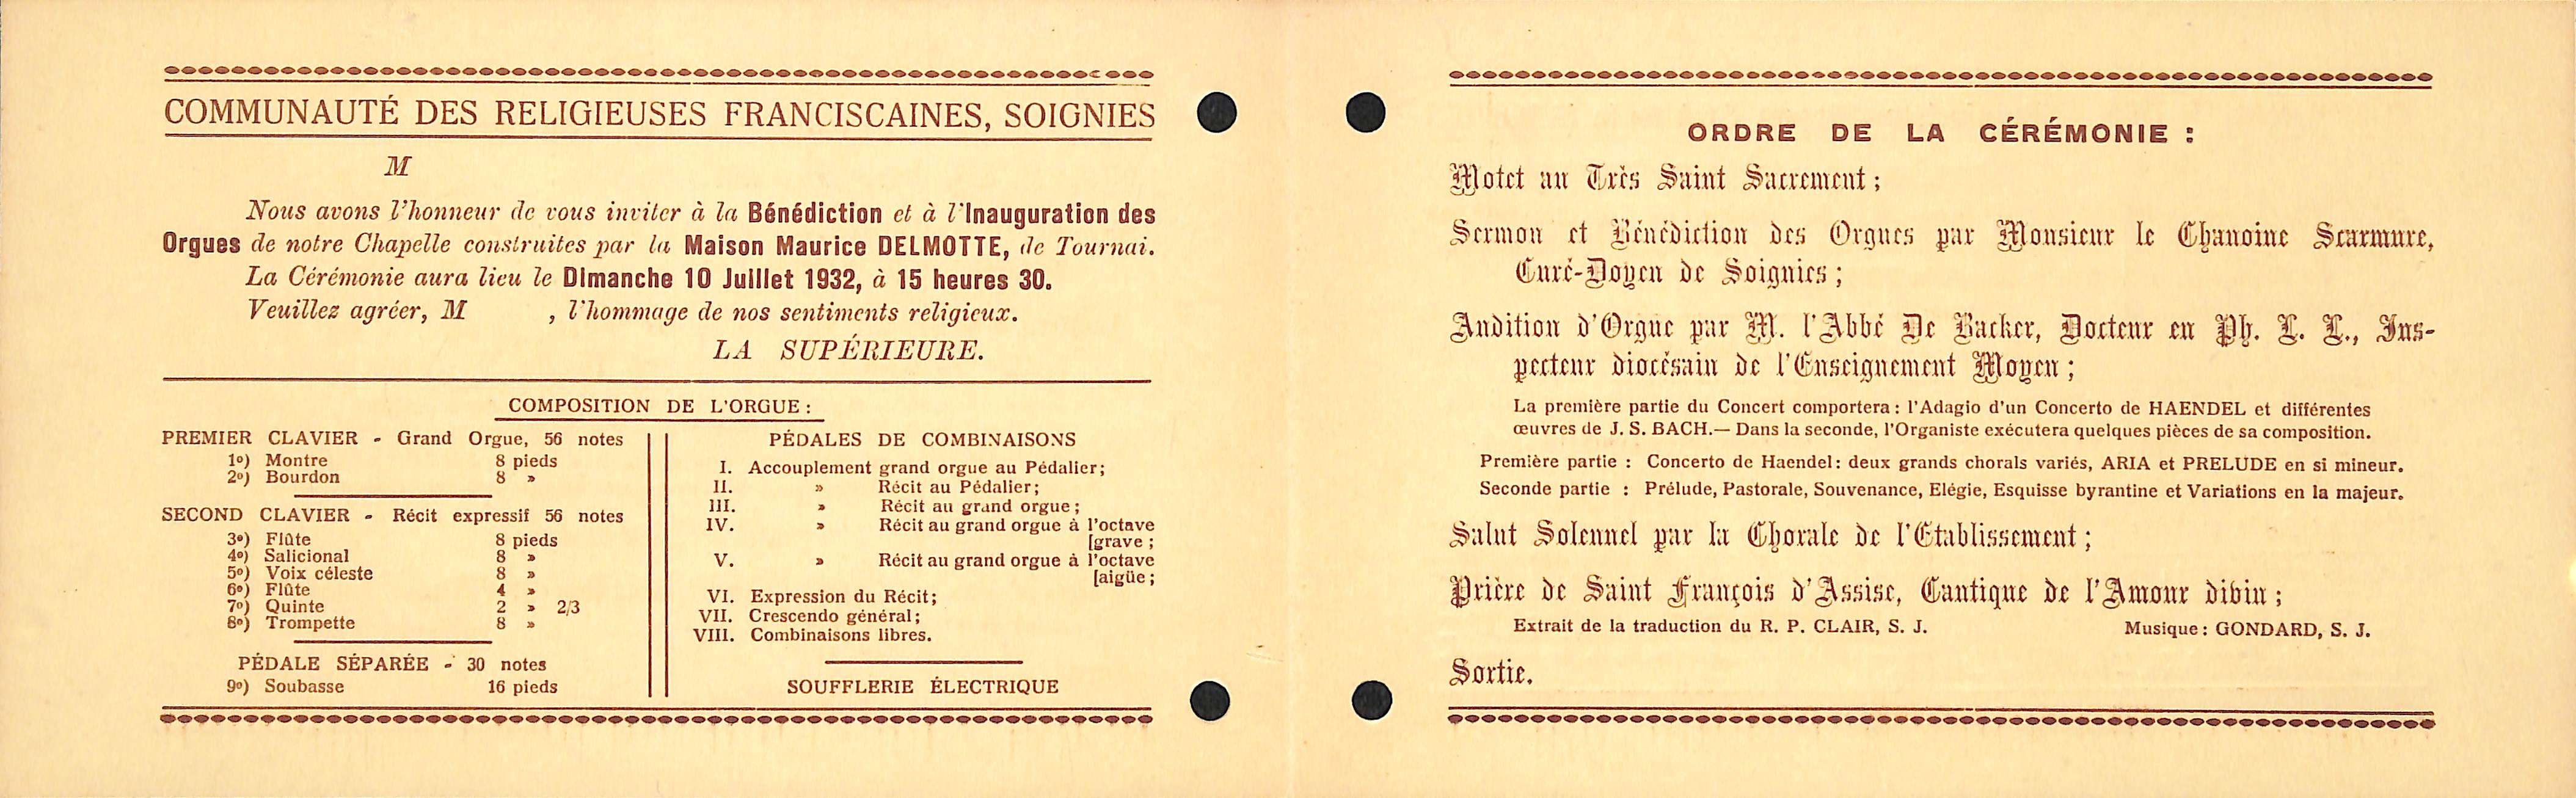 COMMUNAUTÉ DES RELIGIEUSES FRANCISCAINES, SOIGNIES
M
Nous avons l'honneur de vous inviter à la Bénédiction et à l'Inauguration des
Orgues de notre Chapelle construites par la Maison Maurice DELMOTTE, de Tournai.
La Cérémonie aura lieu le Dimanche 10 Juillet 1932, à 15 heures 30.
Veuillez agréer, M , l'hommage de nos sentiments religieux.
LA SUPÉRIEURE.
COMPOSITION DE L'ORGUE :
PREMIER CLAVIER - Grand Orgue, 56 notes
1º) Montre 8 pieds
2º) Bourdon 8 »
SECOND CLAVIER - Récit expressif 56 notes
3º) Flûte 8 pieds
4º) Salicional 8 »
5º) Voix céleste 8 »
6º) Flûte 4 »
7º) Quinte 2 » 2/3
8º) Trompette 8 »
PÉDALE SÉPARÉE - 30 notes
9º) Soubasse 16 pieds
PÉDALES DE COMBINAISONS
I. Accouplement grand orgue au Pédalier;
II. » Récit au Pédalier;
III. » Récit au grand orgue;
IV. » Récit au grand orgue à l'octave
[grave ;
V. » Récit au grand orgue à l'octave
[aigüe ;
VI. Expression du Récit;
VII. Crescendo général;
VIII. Combinaisons libres.
SOUFFLERIE ÉLECTRIQUE
ORDRE DE LA CÉRÉMONIE :
Motet au Très Saint Sacrement ;
Sermon et Bénédiction des Orgues par Monsieur le Chanoine Scarmure,
Curé-Doyen de Soignies ;
Audition d'Orgue par M. l'Abbé De Backer, Docteur en Ph. L. L., Ins-
pecteur diocésain de l'Enseignement Moyen ;
La première partie du Concert comportera : l'Adagio d'un Concerto de HAENDEL et différentes
œuvres de J. S. BACH.— Dans la seconde, l'Organiste exécutera quelques pièces de sa composition.
Première partie : Concerto de Haendel : deux grands chorals variés, ARIA et PRELUDE en si mineur.
Seconde partie : Prélude, Pastorale, Souvenance, Elégie, Esquisse byrantine et Variations en la majeur.
Salut Solennel par la Chorale de l'Etablissement ;
Prière de Saint François d'Assise, Cantique de l'Amour divin ;
Extrait de la traduction du R. P. CLAIR, S. J. Musique : GONDARD, S. J.
Sortie.